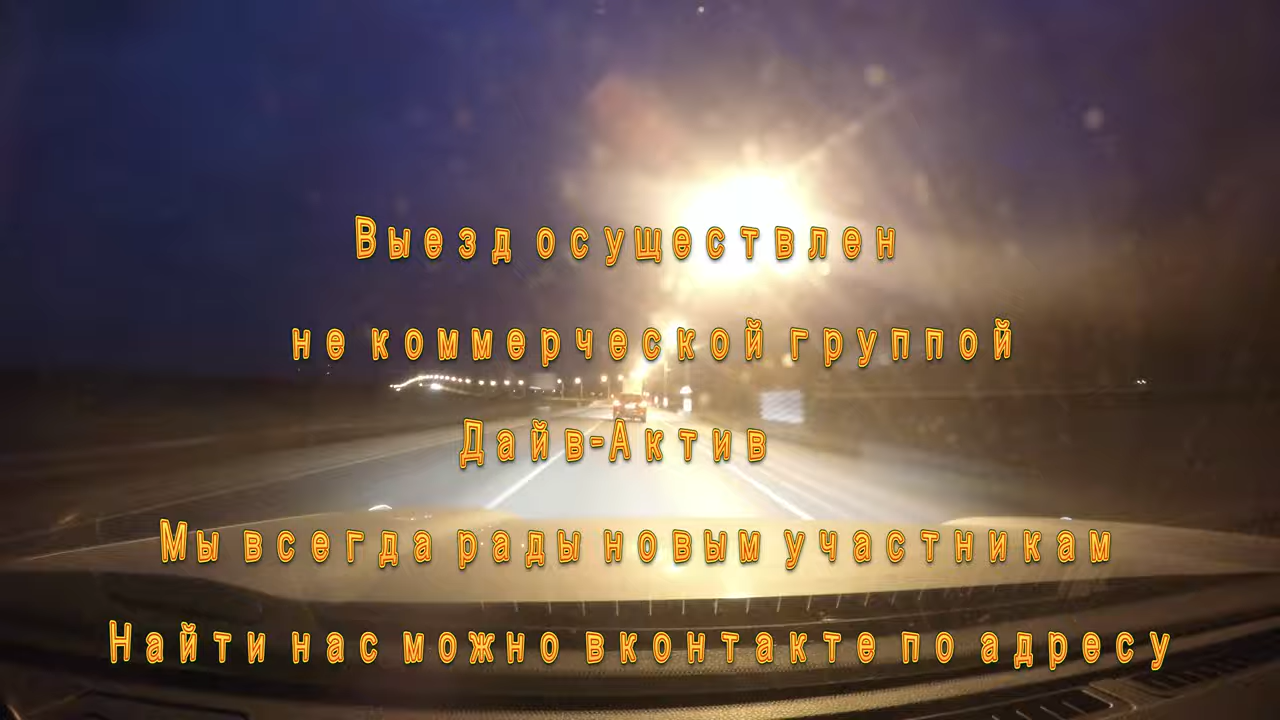 Выезд осуществлен
не коммерческой группой
Дайв-Актив
Мы всегда рады новым участникам
Найти нас можно вконтакте по адресу